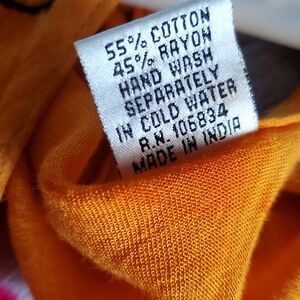 55% COTTON
45% RAYON
HAND WASH
SEPARATELY
IN COLD WATER
R.N. 106834
MADE IN INDIA